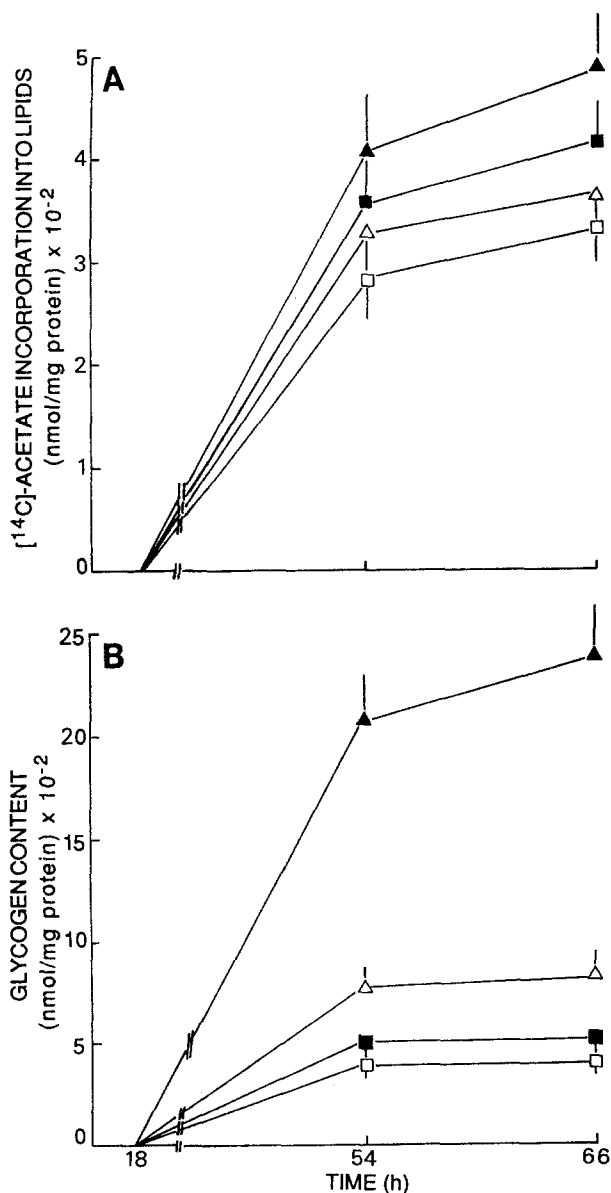 A
[¹⁴C]-ACETATE INCORPORATION INTO LIPIDS
(nmol/mg protein) x 10⁻²
5
4
3
2
1
0
B
GLYCOGEN CONTENT
(nmol/mg protein) x 10⁻²
25
20
15
10
5
0
18
54
66
TIME (h)